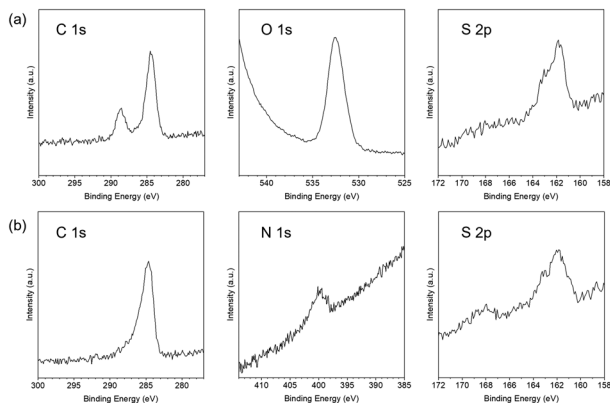 (a)
C 1s
O 1s
S 2p
Intensity (a.u.)
Intensity (a.u.)
Intensity (a.u.)
300 295 290 285 280
540 535 530 525
172 170 168 166 164 162 160 158
Binding Energy (eV)
Binding Energy (eV)
Binding Energy (eV)
(b)
C 1s
N 1s
S 2p
Intensity (a.u.)
Intensity (a.u.)
Intensity (a.u.)
300 295 290 285 280
410 405 400 395 390 385
172 170 168 166 164 162 160 158
Binding Energy (eV)
Binding Energy (eV)
Binding Energy (eV)